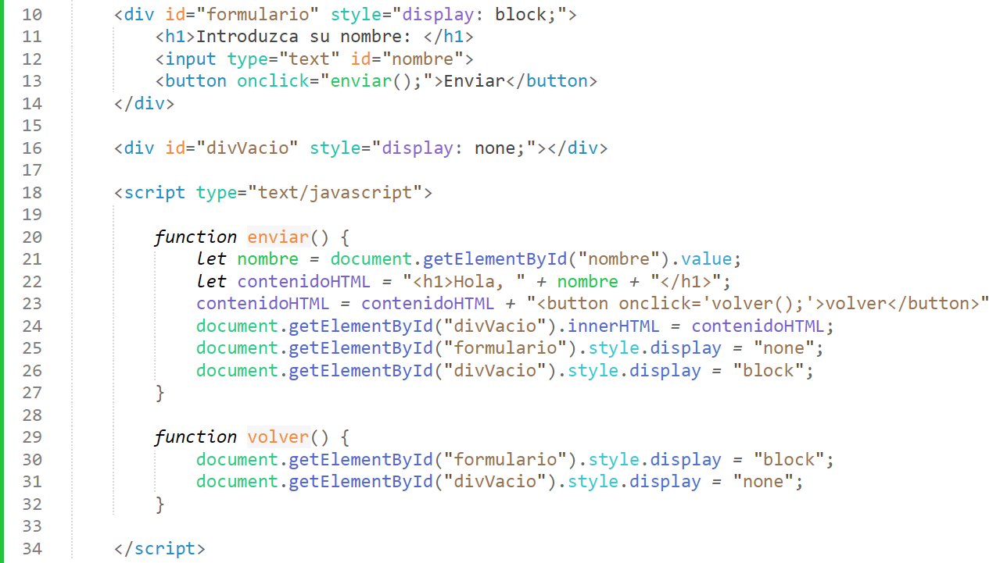 10 <div id="formulario" style="display: block;">
11 <h1>Introduzca su nombre: </h1>
12 <input type="text" id="nombre">
13 <button onclick="enviar();">Enviar</button>
14 </div>
15
16 <div id="divVacio" style="display: none;"></div>
17
18 <script type="text/javascript">
19
20 function enviar() {
21 let nombre = document.getElementById("nombre").value;
22 let contenidoHTML = "<h1>Hola, " + nombre + "</h1>";
23 contenidoHTML = contenidoHTML + "<button onclick='volver();'>volver</button>"
24 document.getElementById("divVacio").innerHTML = contenidoHTML;
25 document.getElementById("formulario").style.display = "none";
26 document.getElementById("divVacio").style.display = "block";
27 }
28
29 function volver() {
30 document.getElementById("formulario").style.display = "block";
31 document.getElementById("divVacio").style.display = "none";
32 }
33
34 </script>